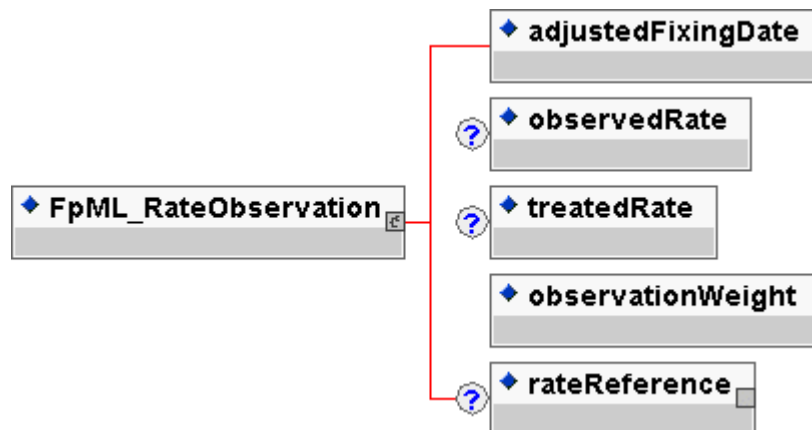 adjustedFixingDate
? observedRate
FpML_RateObservation
? treatedRate
observationWeight
? rateReference